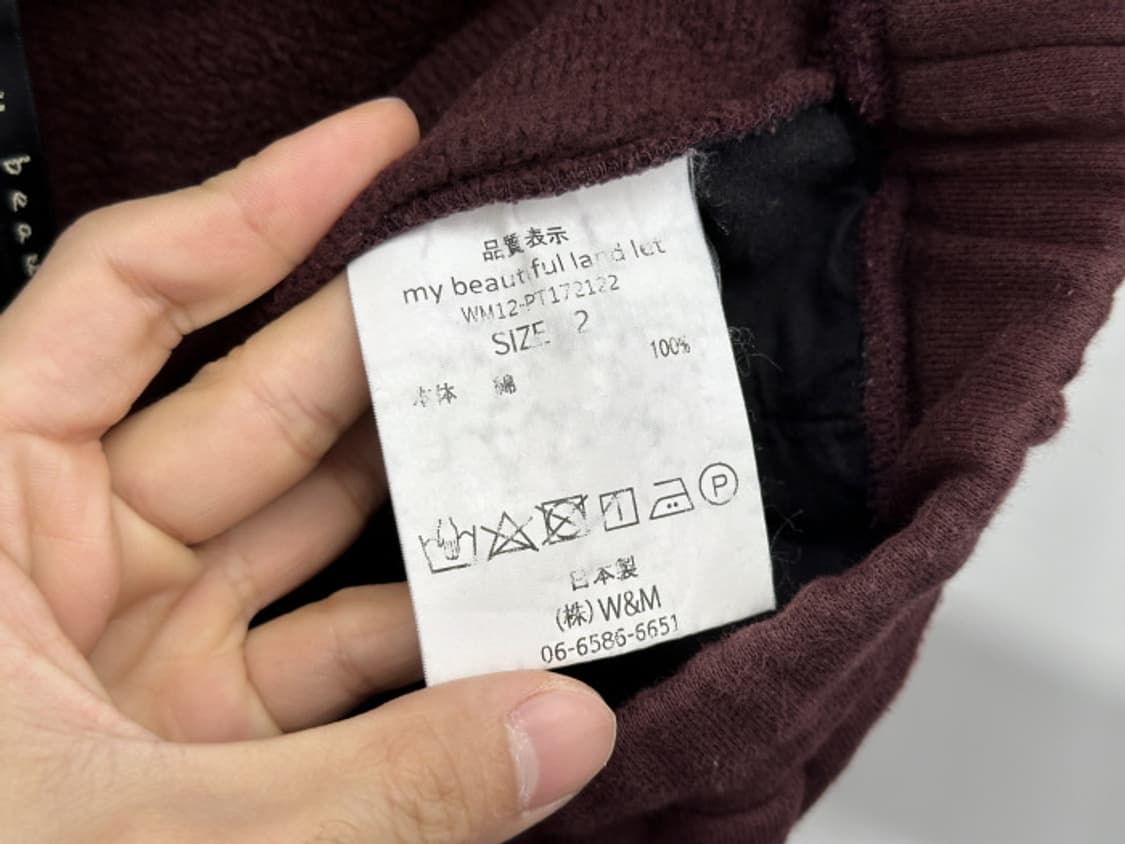 bea
品質表示
my beautiful land let
WM12-PT172122
SIZE 2
本体 綿 100%
P
日本製
(株)W&M
06-6586-6651